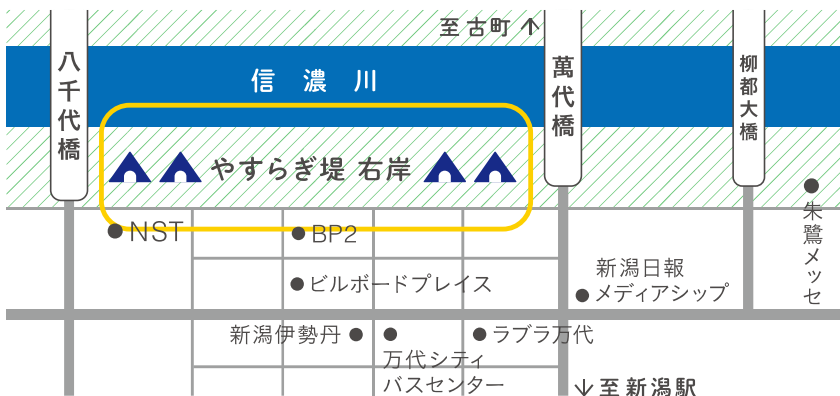 至古町↑
八千代橋
信濃川
萬代橋
柳都大橋
やすらぎ堤 右岸
朱鷺メッセ
NST
BP2
ビルボードプレイス
新潟日報
メディアシップ
新潟伊勢丹
ラブラ万代
万代シティ
バスセンター
↓至新潟駅